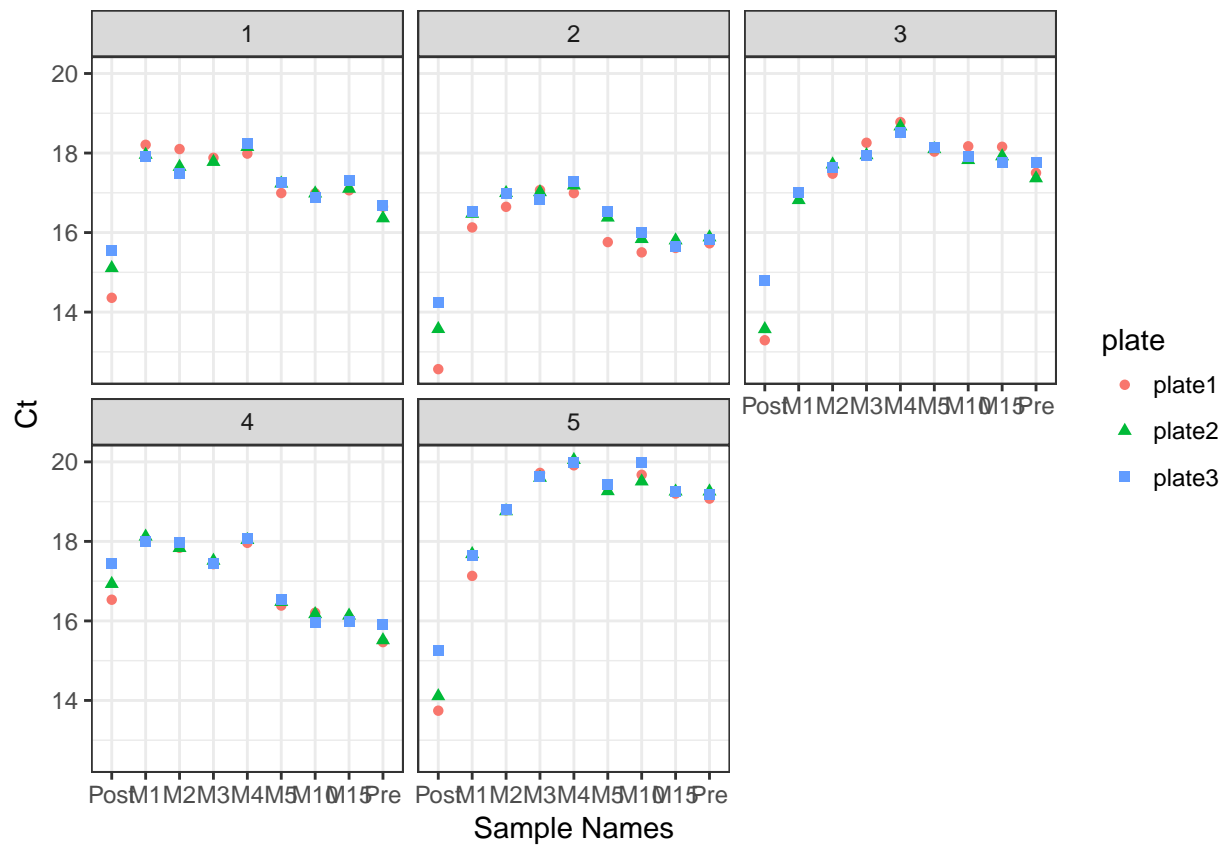 1 2 3
20
18
16
14
Ct
plate
plate1
plate2
plate3
Post M1 M2 M3 M4 M5 M10 M15 Pre
4 5
20
18
16
14
Post M1 M2 M3 M4 M5 M10 M15 Pre Post M1 M2 M3 M4 M5 M10 M15 Pre
Sample Names